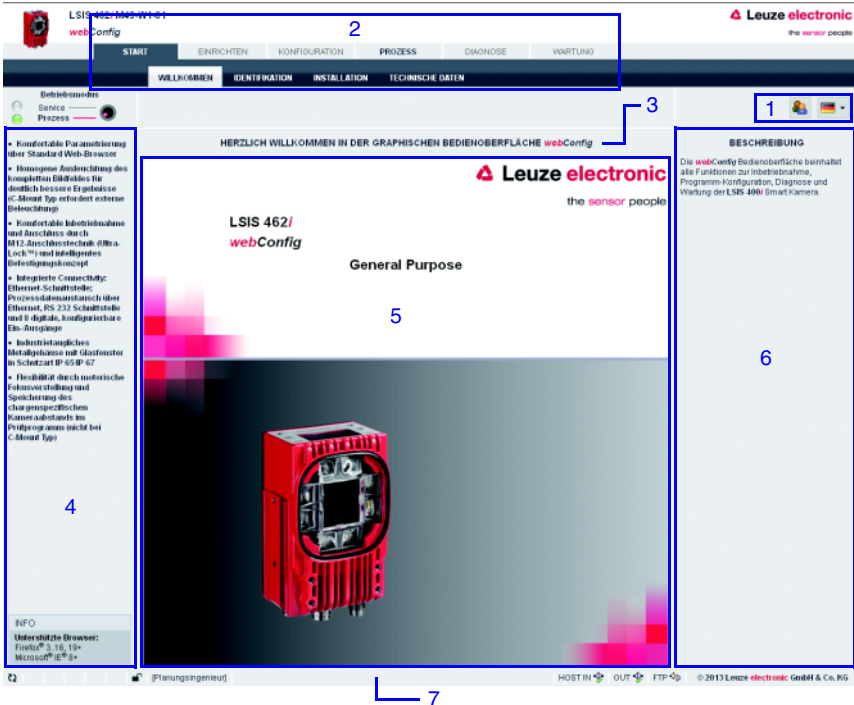 LSIS 462i M49-W1-01
webConfig
2
Leuze electronic
the sensor people
START EINRICHTEN KONFIGURATION PROZESS DIAGNOSE WARTUNG
WILLKOMMEN IDENTIFIKATION INSTALLATION TECHNISCHE DATEN
Betriebsmodus
Service
Prozess
1
3
HERZLICH WILLKOMMEN IN DER GRAPHISCHEN BEDIENOBERFLÄCHE webConfig
• Komfortable Parametrierung
über Standard Web-Browser
• Homogene Ausleuchtung des
kompletten Bildfeldes für
deutlich bessere Ergebnisse
(C-Mount Typ erfordert externe
Beleuchtung)
• Komfortable Inbetriebnahme
und Anschluss durch
M12-Anschlusstechnik (Ultra-
Lock™) und intelligentes
Befestigungskonzept
• Integrierte Connectivity:
Ethernet-Schnittstelle;
Prozessdatenaustausch über
Ethernet, RS 232 Schnittstelle
und 8 digitale, konfigurierbare
Ein-/Ausgänge
• Industrietaugliches
Metallgehäuse mit Glasfenster
in Schutzart IP 65/IP 67
• Flexibilität durch motorische
Fokusverstellung und
Speicherung des
chargenspezifischen
Kameraabstands im
Prüfprogramm (nicht bei
C-Mount Typ)
4
INFO
Unterstützte Browser:
Firefox® 3.16, 19+
Microsoft® IE® 8+
Leuze electronic
the sensor people
LSIS 462i
webConfig
General Purpose
5
BESCHREIBUNG
Die webConfig Bedienoberfläche beinhaltet
alle Funktionen zur Inbetriebnahme,
Programm-Konfiguration, Diagnose und
Wartung der LSIS 400i Smart Kamera.
6
[Planungsingenieur]
7
HOST IN OUT FTP
© 2013 Leuze electronic GmbH & Co. KG